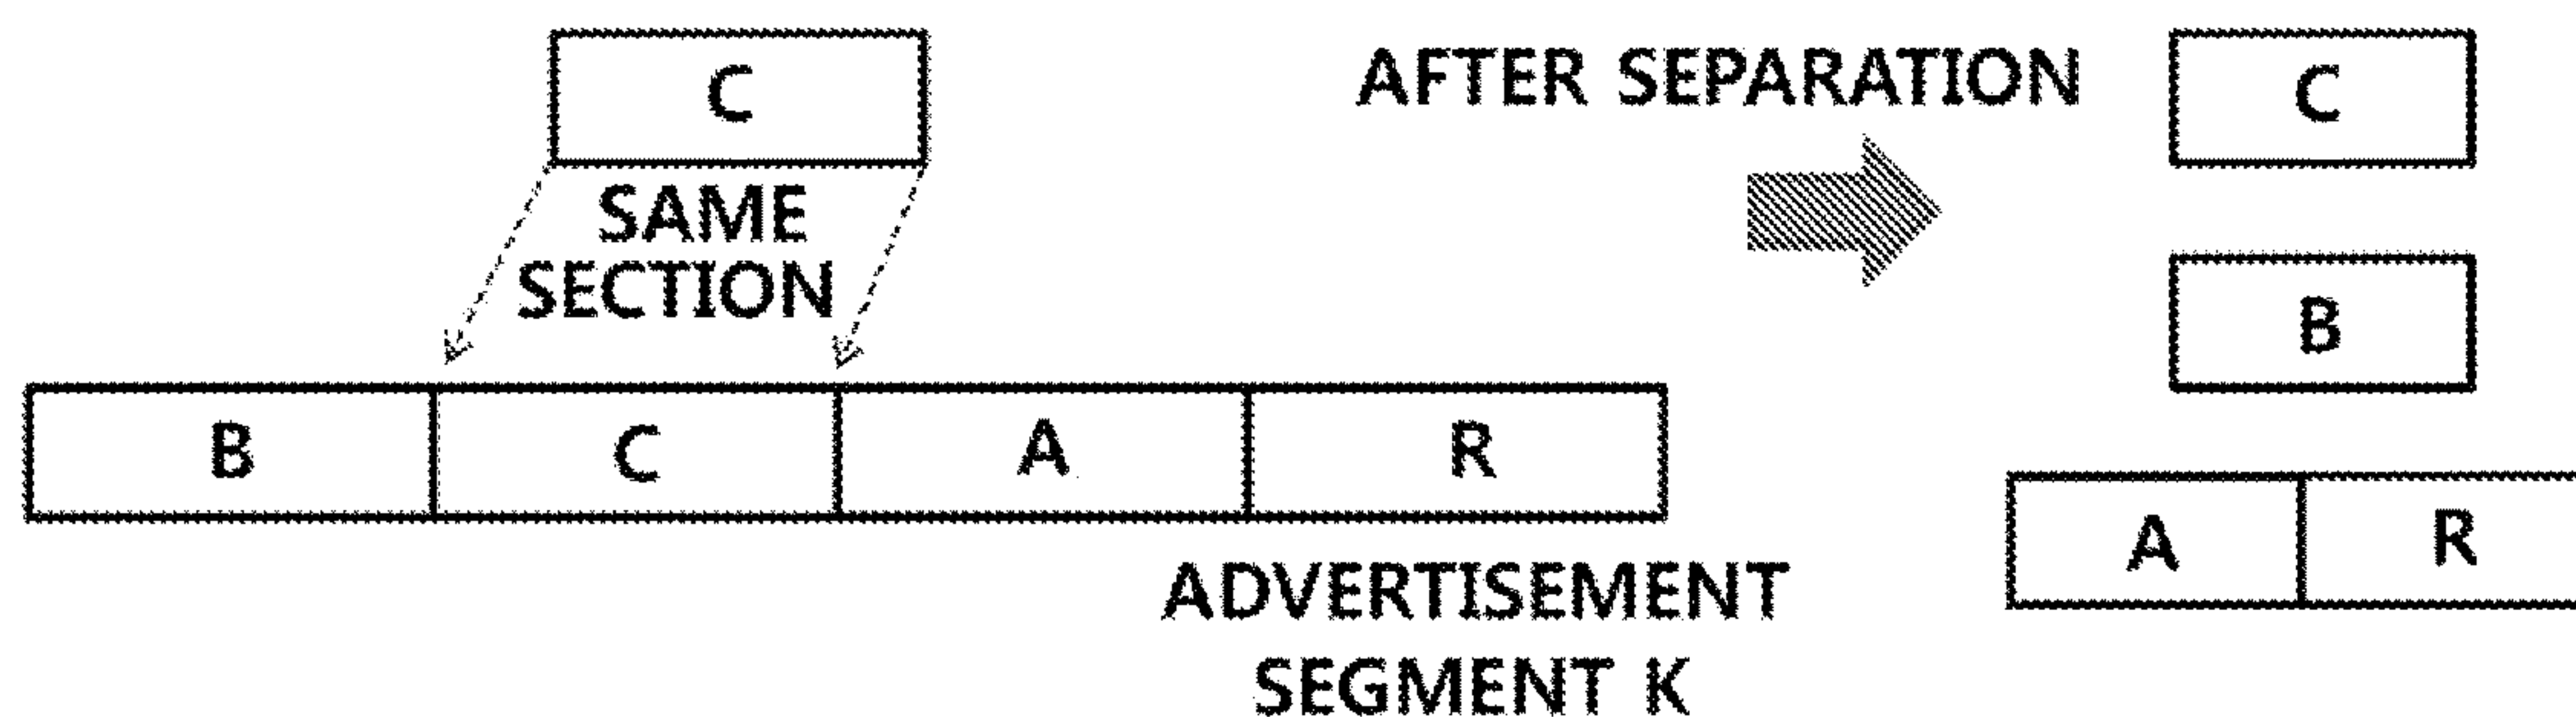 C
SAME
SECTION
B C A R
ADVERTISEMENT
SEGMENT K
AFTER SEPARATION
C
B
A R